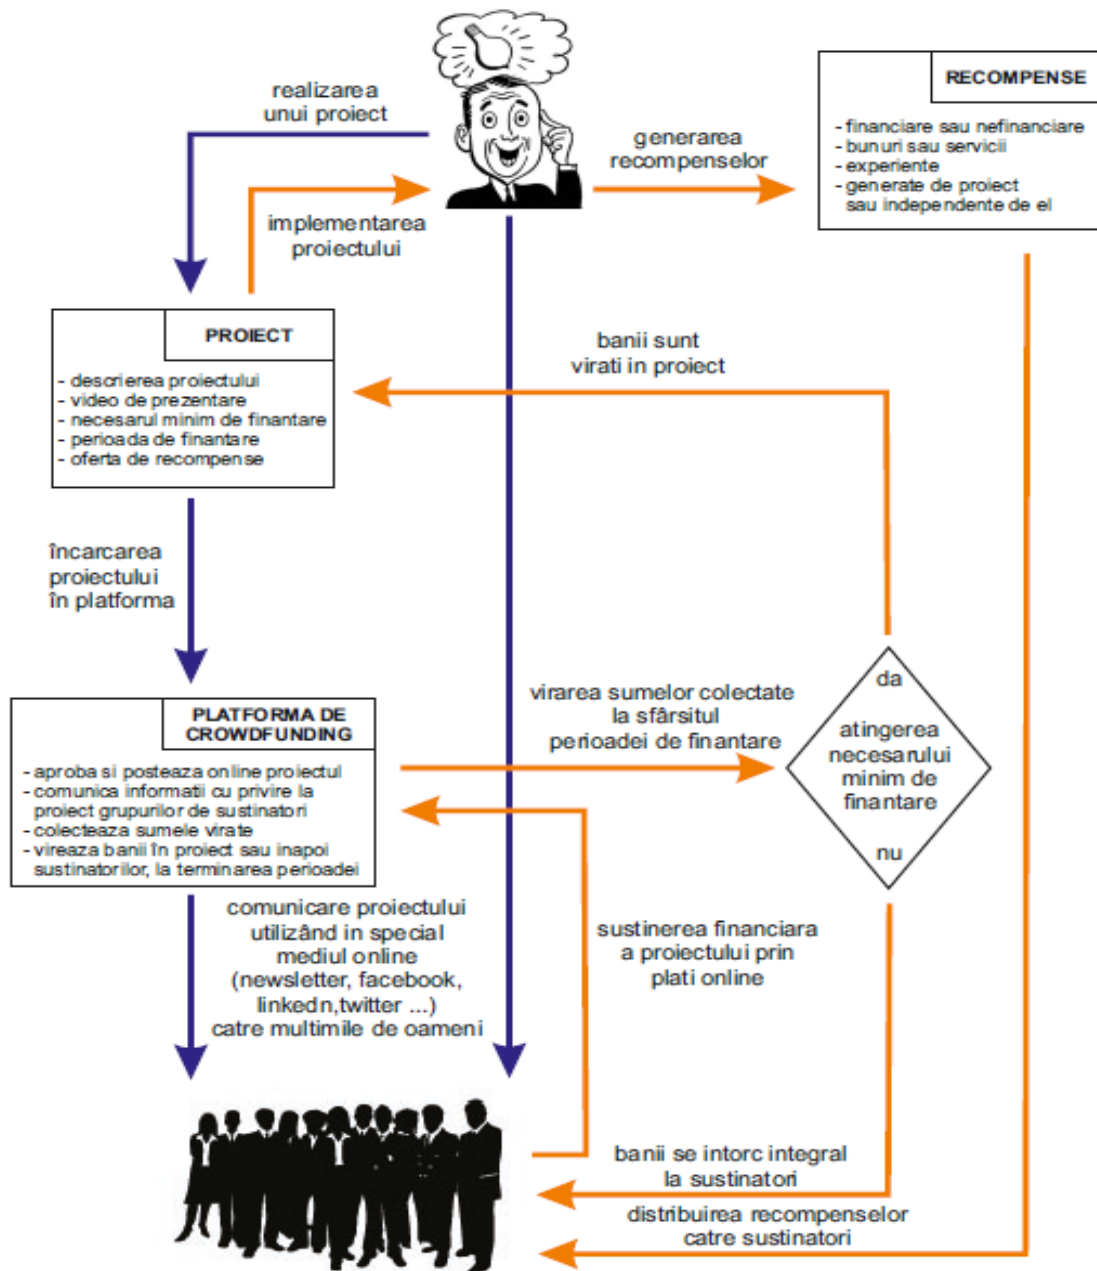 realizarea
unui proiect
generarea
recompenselor
RECOMPENSE
- financiare sau nefinanciare
- bunuri sau servicii
- experiente
- generate de proiect
sau independente de el
implementarea
proiectului
PROIECT
- descrierea proiectului
- video de prezentare
- necesarul minim de finantare
- perioada de finantare
- oferta de recompense
banii sunt
virati in proiect
încarcarea
proiectului
în platforma
PLATFORMA DE
CROWDFUNDING
- aproba si posteaza online proiectul
- comunica informatii cu privire la
proiect grupurilor de sustinatori
- colecteaza sumele virate
- vireaza banii în proiect sau inapoi
sustinatorilor, la terminarea perioadei
virarea sumelor colectate
la sfârsitul
perioadei de finantare
da
atingerea
necesarului
minim de
finantare
nu
comunicare proiectului
utilizând in special
mediul online
(newsletter, facebook,
linkedn,twitter ...)
catre multimile de oameni
sustinerea financiara
a proiectului prin
plati online
banii se intorc integral
la sustinatori
distribuirea recompenselor
catre sustinatori